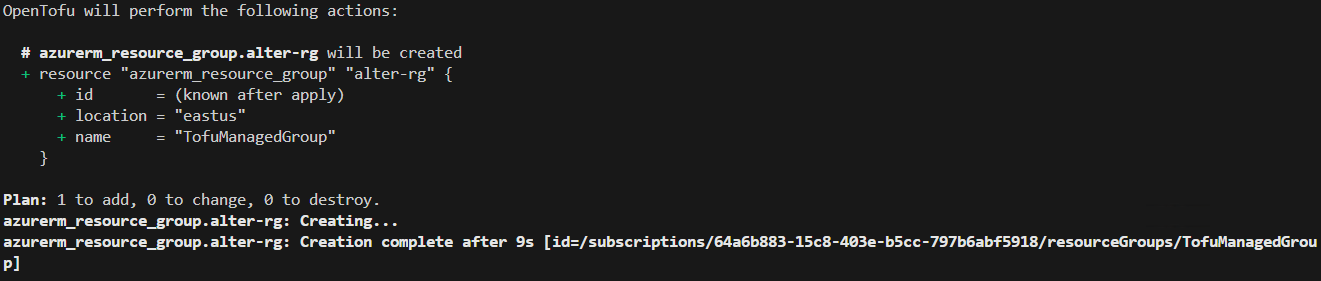 OpenTofu will perform the following actions:
# azurerm_resource_group.alter-rg will be created
+ resource "azurerm_resource_group" "alter-rg" {
+ id       = (known after apply)
+ location = "eastus"
+ name     = "TofuManagedGroup"
}
Plan: 1 to add, 0 to change, 0 to destroy.
azurerm_resource_group.alter-rg: Creating...
azurerm_resource_group.alter-rg: Creation complete after 9s [id=/subscriptions/64a6b883-15c8-403e-b5cc-797b6abf5918/resourceGroups/TofuManagedGrou
p]